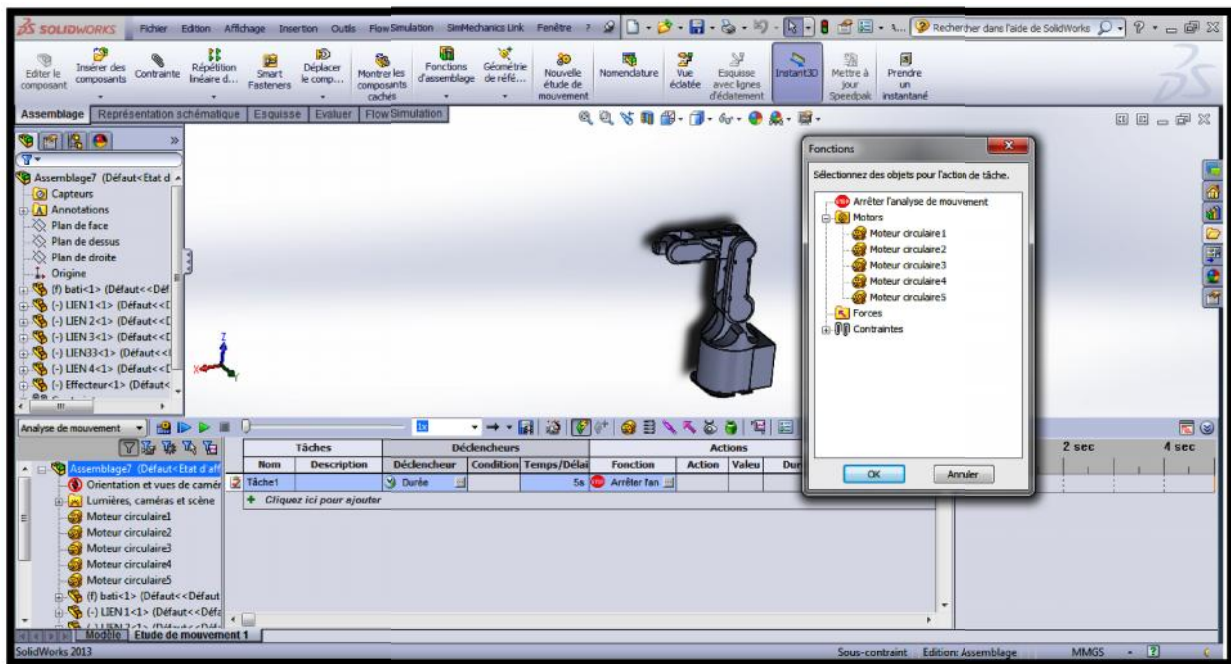 SOLIDWORKS Fichier Edition Affichage Insertion Outils Flow Simulation SimMechanics Link Fenêtre ? Rechercher dans l'aide de SolidWorks
Editer le composant
Insérer des composants
Contrainte
Répétition linéaire d...
Smart Fasteners
Déplacer le comp...
Montrer les composants cachés
Fonctions d'assemblage
Géométrie de réfé...
Nouvelle étude de mouvement
Nomenclature
Vue éclatée
Esquisse avec lignes d'éclatement
Instant3D
Mettre à jour Speedpak
Prendre un instantané
Assemblage Représentation schématique Esquisse Evaluer Flow Simulation
Assemblage7 (Défaut<Etat d
Capteurs
Annotations
Plan de face
Plan de dessus
Plan de droite
Origine
(f) bati<1> (Défaut<<Déf
(-) LIEN 1<1> (Défaut<<D
(-) LIEN 2<1> (Défaut<<D
(-) LIEN 3<1> (Défaut<<D
(-) LIEN33<1> (Défaut<<
(-) LIEN 4<1> (Défaut<<D
(-) Effecteur<1> (Défaut<
Z
X
Y
Fonctions
Sélectionnez des objets pour l'action de tâche.
STOP Arrêter l'analyse de mouvement
Motors
Moteur circulaire1
Moteur circulaire2
Moteur circulaire3
Moteur circulaire4
Moteur circulaire5
Forces
Contraintes
OK Annuler
Analyse de mouvement 1x
2 sec 4 sec
Tâches Déclencheurs Actions
Nom Description Déclencheur Condition Temps/Délai Fonction Action Valeu Dur
Tâche1 Durée 5s Arrêter l'an
Cliquez ici pour ajouter
Assemblage7 (Défaut<Etat d'aff
Orientation et vues de camér
Lumières, caméras et scène
Moteur circulaire1
Moteur circulaire2
Moteur circulaire3
Moteur circulaire4
Moteur circulaire5
(f) bati<1> (Défaut<<Défaut
(-) LIEN 1<1> (Défaut<<Défa
Modèle Etude de mouvement 1
SolidWorks 2013 Sous-contraint Edition: Assemblage MMGS